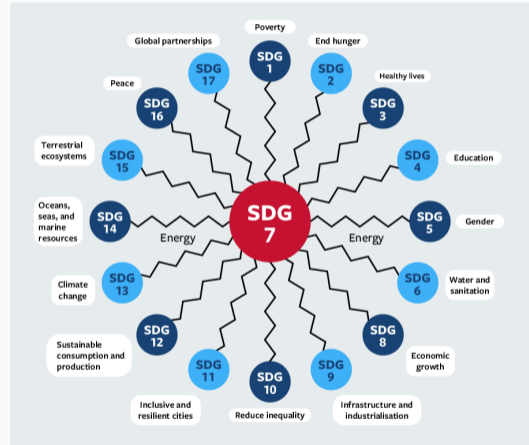 Poverty
SDG
1
End hunger
SDG
2
Healthy lives
SDG
3
SDG
4
Education
SDG
5
Gender
SDG
6
Water and
sanitation
SDG
8
Economic
growth
SDG
9
Infrastructure and
industrialisation
SDG
10
Reduce inequality
SDG
11
Inclusive and
resilient cities
SDG
12
Sustainable
consumption and
production
SDG
13
Climate
change
SDG
14
Oceans,
seas, and
marine
resources
SDG
15
Terrestrial
ecosystems
SDG
16
Peace
SDG
17
Global partnerships
SDG
7
Energy
Energy